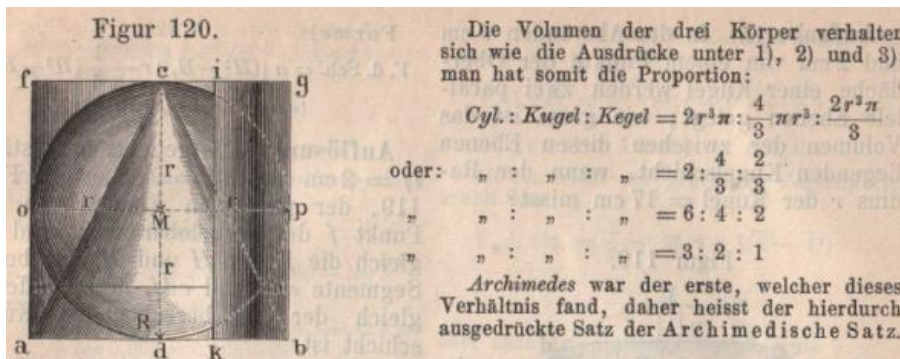 Figur 120.
e i
f g
r
o r r p
M
r
R
a d k b
Die Volumen der drei Körper verhalten
sich wie die Ausdrücke unter 1), 2) und 3)
man hat somit die Proportion:
Cyl.: Kugel: Kegel = 2r³π : 4/3 πr³ : 2r³π/3
oder: „ : „ : „ = 2 : 4/3 : 2/3
„ „ : „ : „ = 6 : 4 : 2
„ „ : „ : „ = 3 : 2 : 1
Archimedes war der erste, welcher dieses
Verhältnis fand, daher heisst der hierdurch
ausgedrückte Satz der Archimedische Satz.